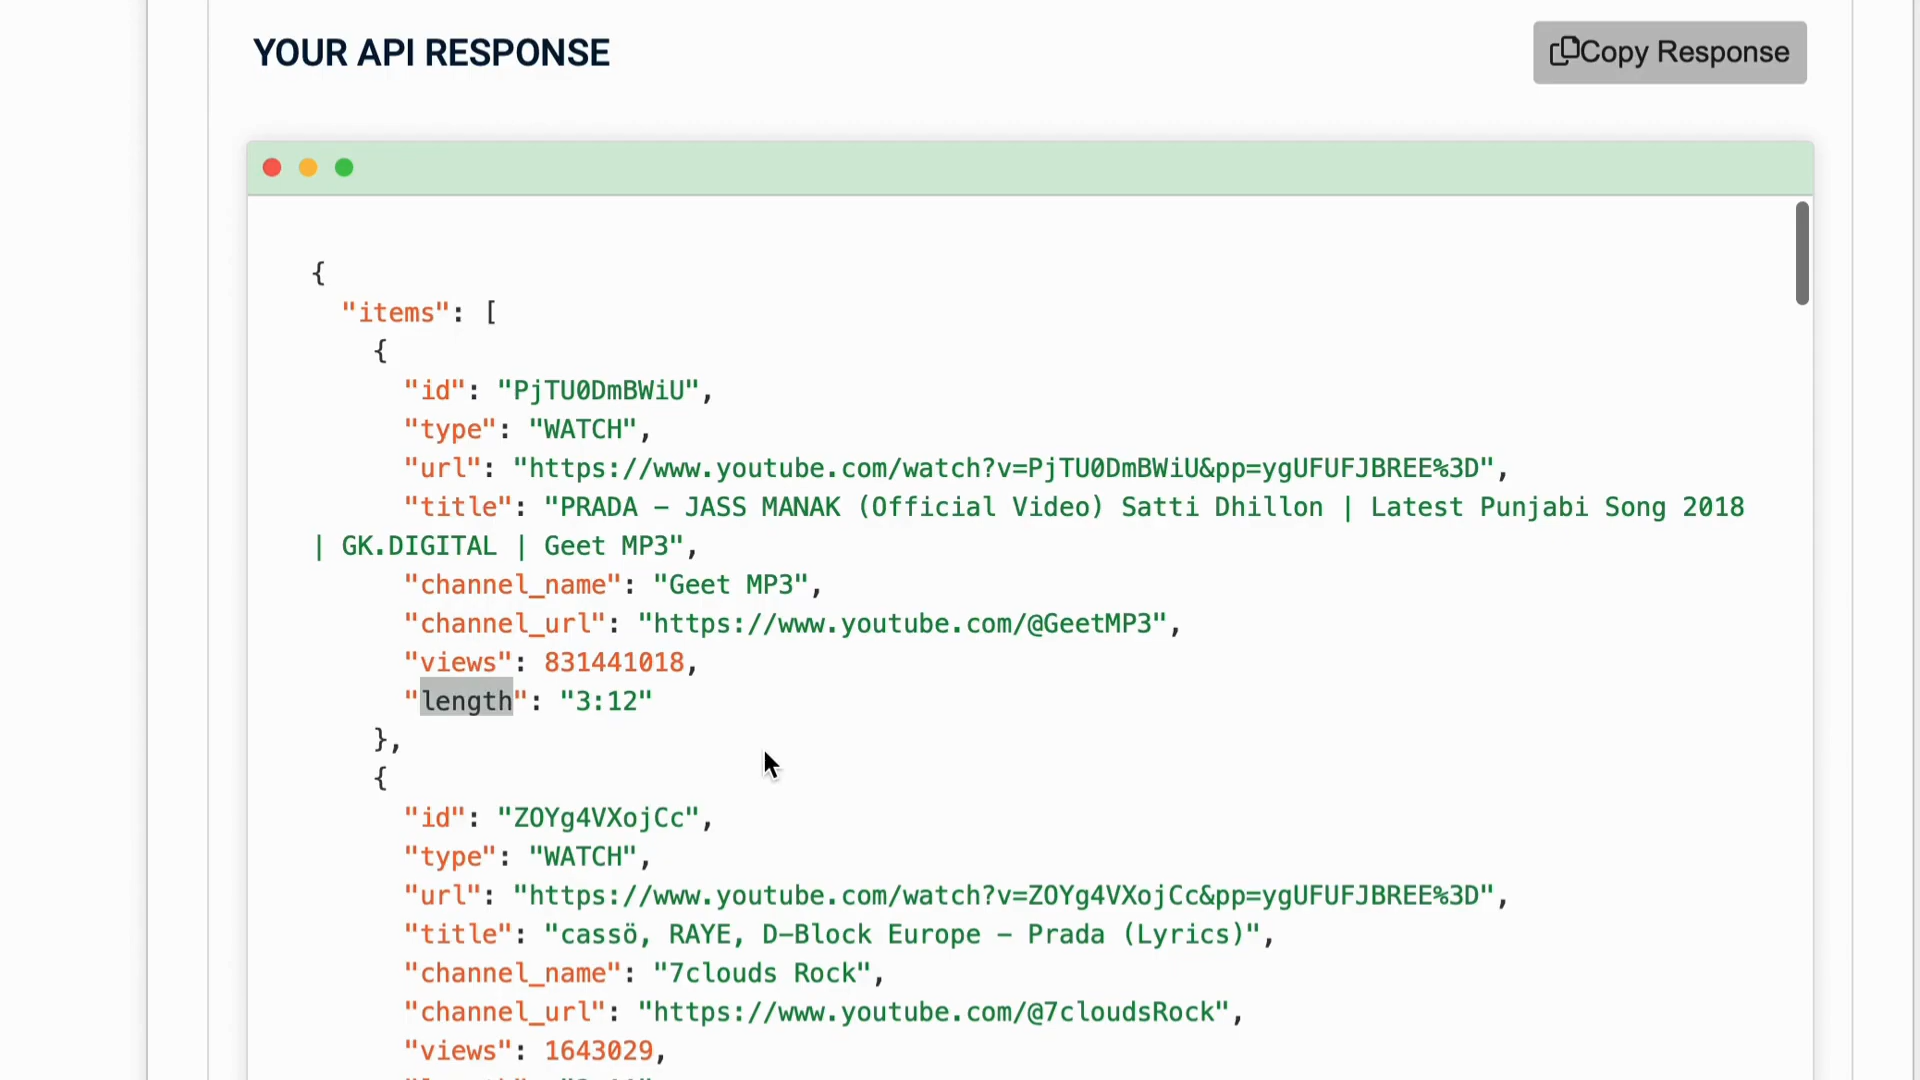 YOUR API RESPONSE
Copy Response
{
"items": [
{
"id": "PjTU0DmBWiU",
"type": "WATCH",
"url": "https://www.youtube.com/watch?v=PjTU0DmBWiU&pp=ygUFUFJBREE%3D",
"title": "PRADA – JASS MANAK (Official Video) Satti Dhillon | Latest Punjabi Song 2018
| GK.DIGITAL | Geet MP3",
"channel_name": "Geet MP3",
"channel_url": "https://www.youtube.com/@GeetMP3",
"views": 831441018,
"length": "3:12"
},
{
"id": "ZOYg4VXojCc",
"type": "WATCH",
"url": "https://www.youtube.com/watch?v=ZOYg4VXojCc&pp=ygUFUFJBREE%3D",
"title": "cassö, RAYE, D–Block Europe – Prada (Lyrics)",
"channel_name": "7clouds Rock",
"channel_url": "https://www.youtube.com/@7cloudsRock",
"views": 1643029,